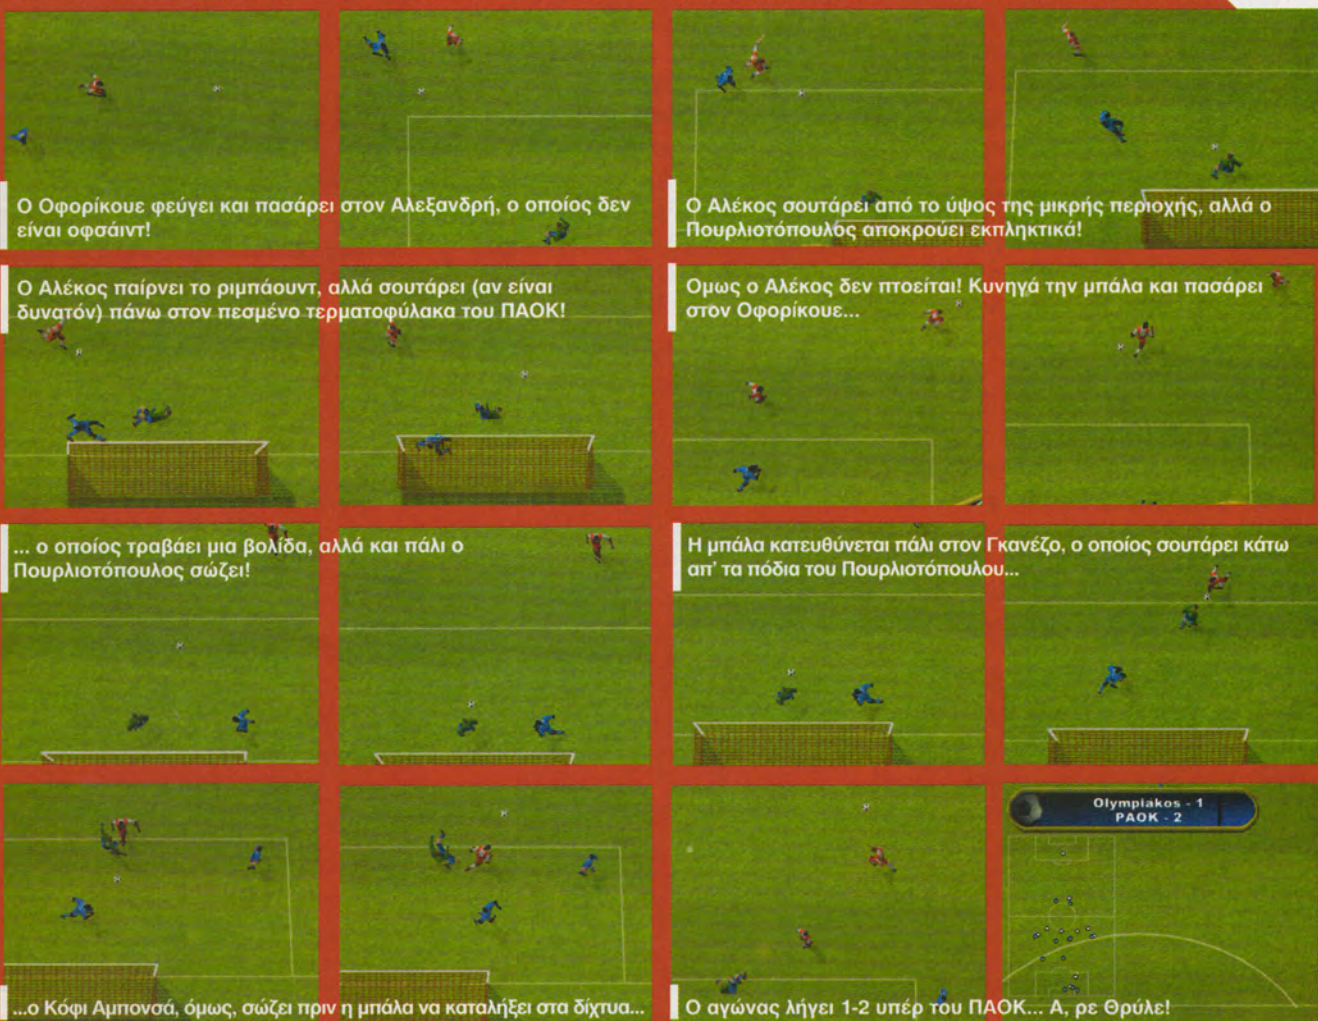 Ο Οφορίκουε φεύγει και πασάρει στον Αλεξανδρή, ο οποίος δεν
είναι οφσάιντ!
Ο Αλέκος σουτάρει από το ύψος της μικρής περιοχής, αλλά ο
Πουρλιοτόπουλος αποκρούει εκπληκτικά!
Ο Αλέκος παίρνει το ριμπάουντ, αλλά σουτάρει (αν είναι
δυνατόν) πάνω στον πεσμένο τερματοφύλακα του ΠΑΟΚ!
Ομως ο Αλέκος δεν πτοείται! Κυνηγά την μπάλα και πασάρει
στον Οφορίκουε...
... ο οποίος τραβάει μια βολίδα, αλλά και πάλι ο
Πουρλιοτόπουλος σώζει!
Η μπάλα κατευθύνεται πάλι στον Γκανέζο, ο οποίος σουτάρει κάτω
απ' τα πόδια του Πουρλιοτόπουλου...
...ο Κόφι Αμπονσά, όμως, σώζει πριν η μπάλα να καταλήξει στα δίχτυα...
Olympiakos - 1
PAOK - 2
Ο αγώνας λήγει 1-2 υπέρ του ΠΑΟΚ... Α, ρε Θρύλε!